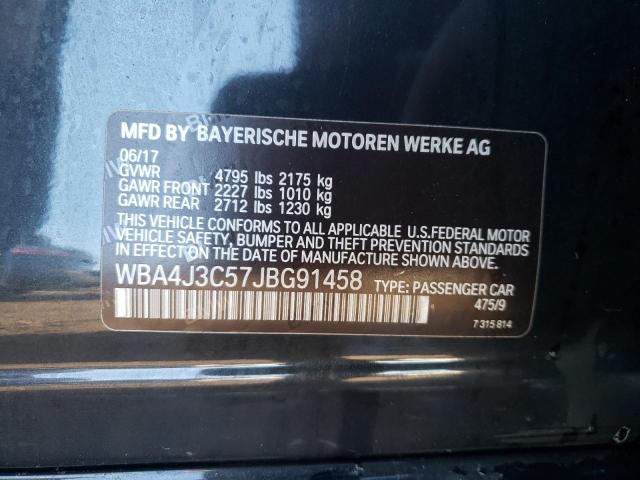 MFD BY BAYERISCHE MOTOREN WERKE AG
06/17
GVWR 4795 lbs 2175 kg
GAWR FRONT 2227 lbs 1010 kg
GAWR REAR 2712 lbs 1230 kg
THIS VEHICLE CONFORMS TO ALL APPLICABLE U.S.FEDERAL MOTOR
VEHICLE SAFETY, BUMPER AND THEFT PREVENTION STANDARDS
IN EFFECT ON THE DATE OF MANUFACTURE SHOWN ABOVE.
WBA4J3C57JBG91458 TYPE: PASSENGER CAR
475/9
7 315 814